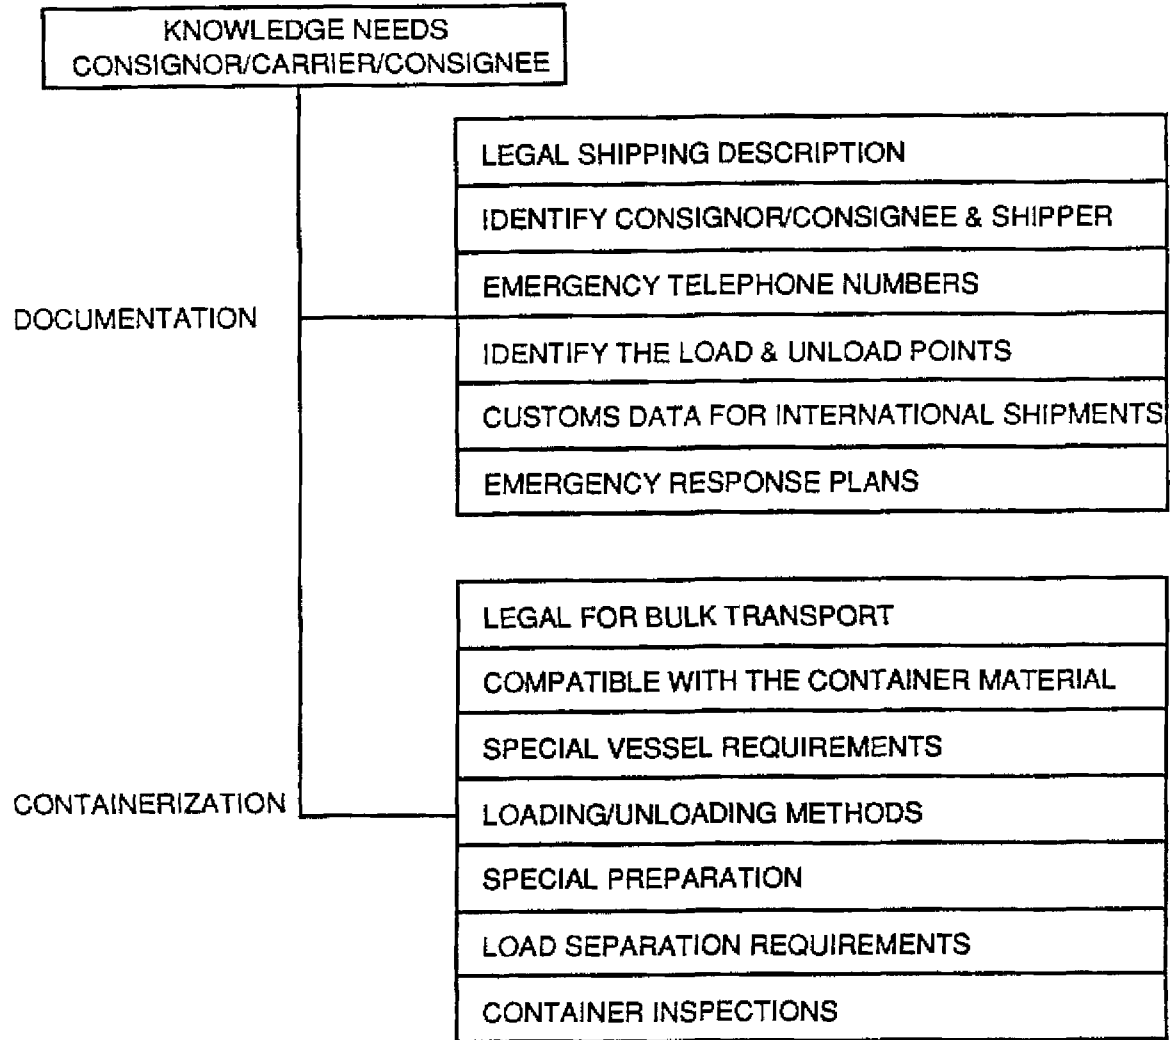 KNOWLEDGE NEEDS
CONSIGNOR/CARRIER/CONSIGNEE
LEGAL SHIPPING DESCRIPTION
IDENTIFY CONSIGNOR/CONSIGNEE & SHIPPER
EMERGENCY TELEPHONE NUMBERS
DOCUMENTATION
IDENTIFY THE LOAD & UNLOAD POINTS
CUSTOMS DATA FOR INTERNATIONAL SHIPMENTS
EMERGENCY RESPONSE PLANS
LEGAL FOR BULK TRANSPORT
COMPATIBLE WITH THE CONTAINER MATERIAL
SPECIAL VESSEL REQUIREMENTS
CONTAINERIZATION
LOADING/UNLOADING METHODS
SPECIAL PREPARATION
LOAD SEPARATION REQUIREMENTS
CONTAINER INSPECTIONS